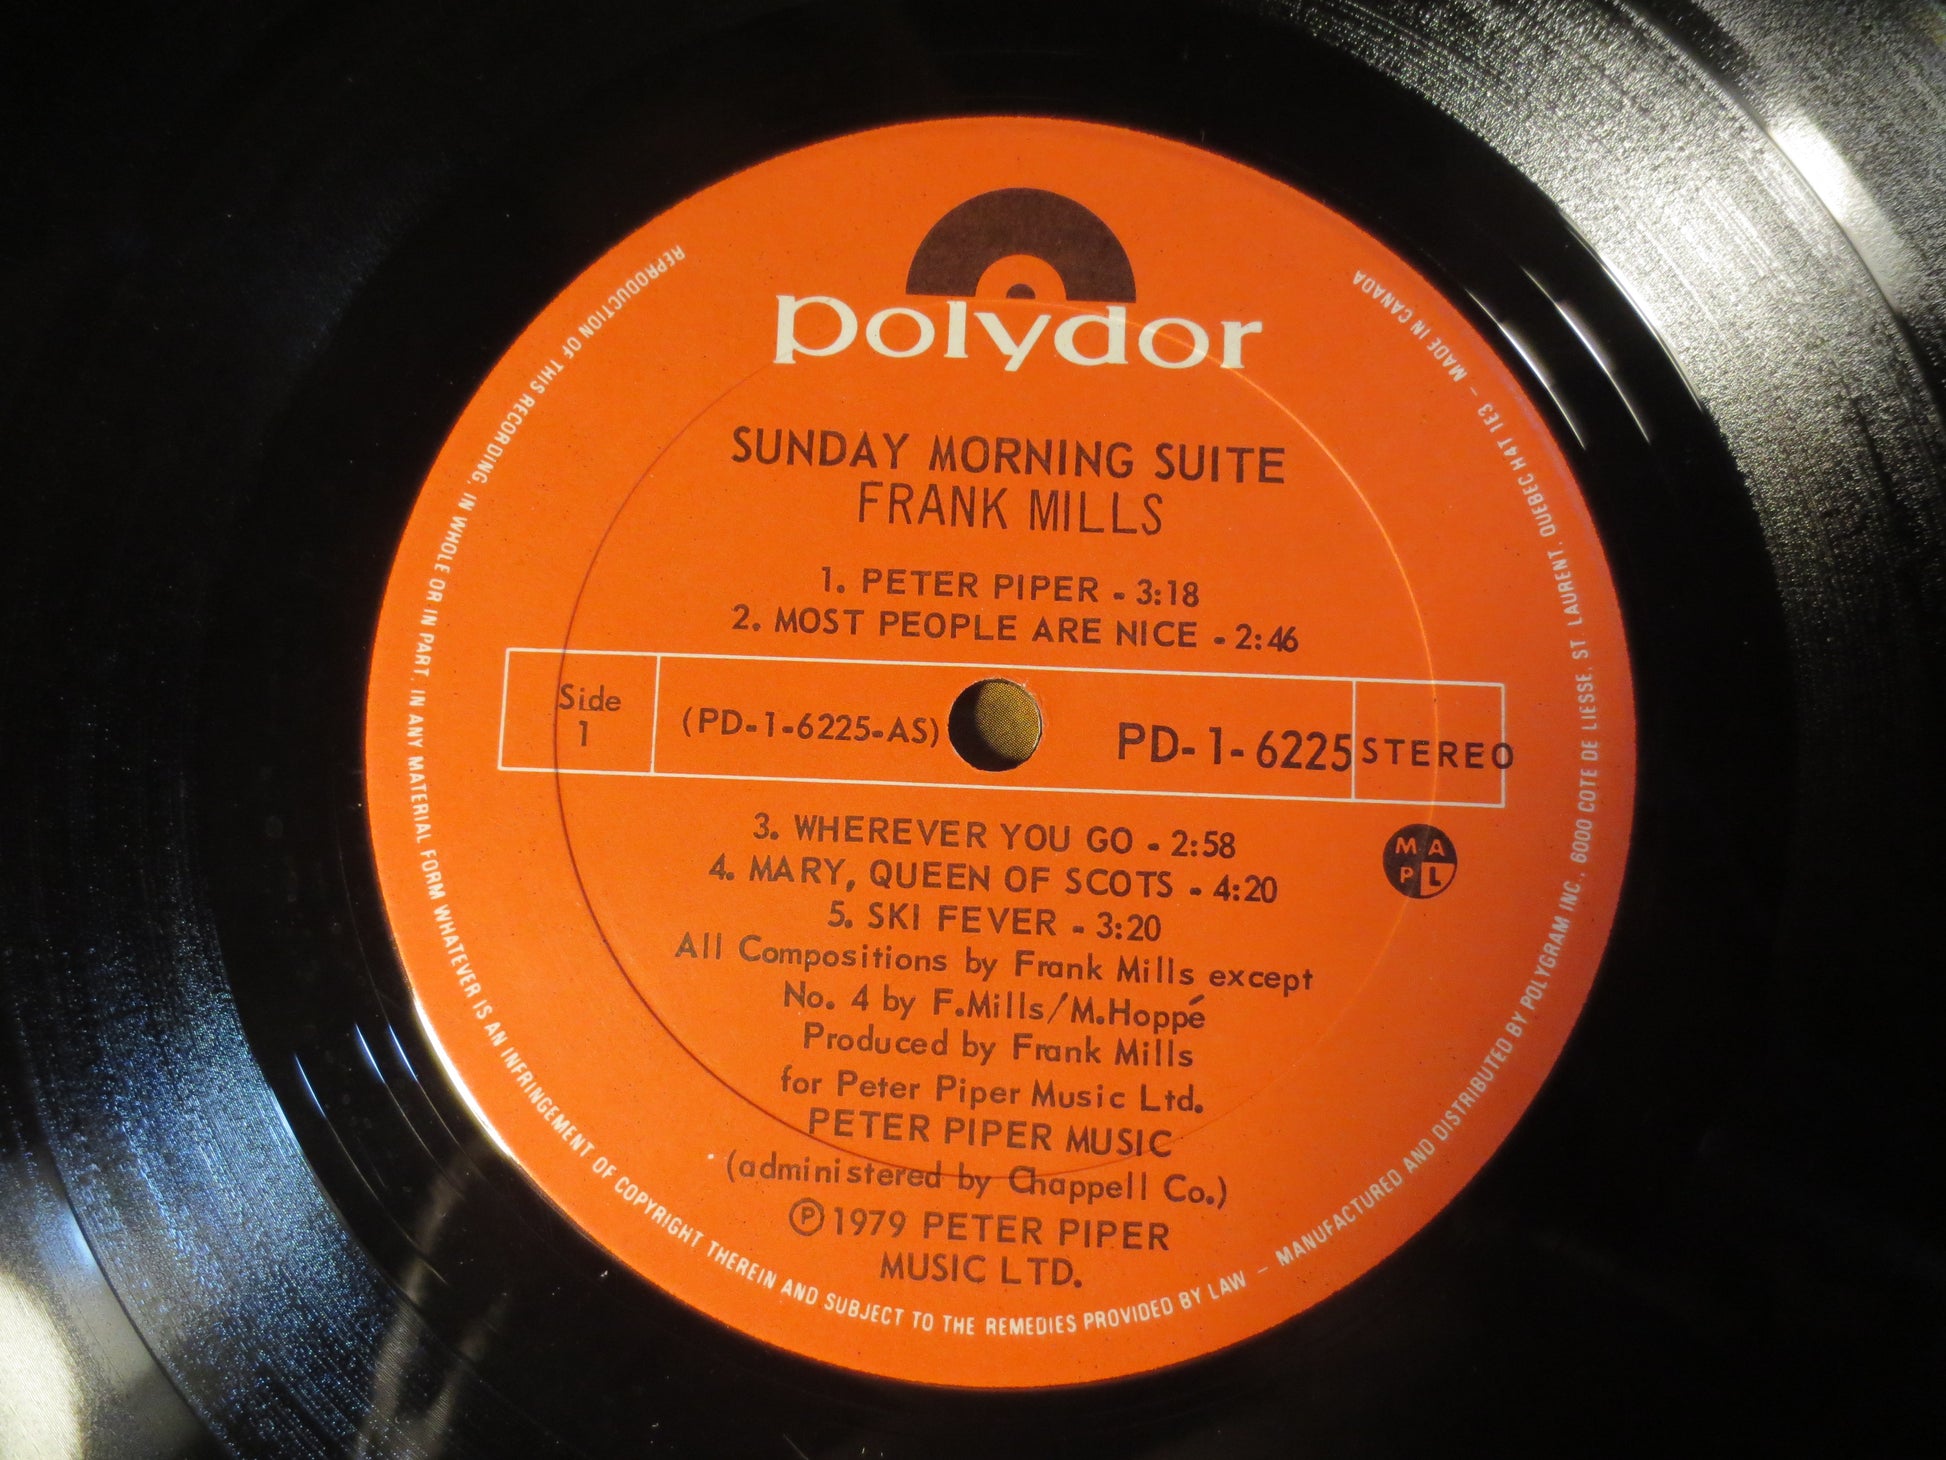 polydor
SUNDAY MORNING SUITE
FRANK MILLS
1. PETER PIPER - 3:18
2. MOST PEOPLE ARE NICE - 2:46
Side
1
(PD-1-6225-AS)
PD-1-6225
STEREO
3. WHEREVER YOU GO - 2:58
4. MARY, QUEEN OF SCOTS - 4:20
5. SKI FEVER - 3:20
M A
P L
All Compositions by Frank Mills except
No. 4 by F.Mills/M.Hoppé
Produced by Frank Mills
for Peter Piper Music Ltd.
PETER PIPER MUSIC
(administered by Chappell Co.)
Ⓟ 1979 PETER PIPER
MUSIC LTD.
REPRODUCTION OF THIS RECORDING, IN WHOLE OR IN PART, IN ANY MATERIAL FORM WHATEVER IS AN INFRINGEMENT OF COPYRIGHT THEREIN AND SUBJECT TO THE REMEDIES PROVIDED BY LAW – MANUFACTURED AND DISTRIBUTED BY POLYGRAM INC., 6000 COTE DE LIESSE, ST LAURENT, QUEBEC H4T 1E3 – MADE IN CANADA